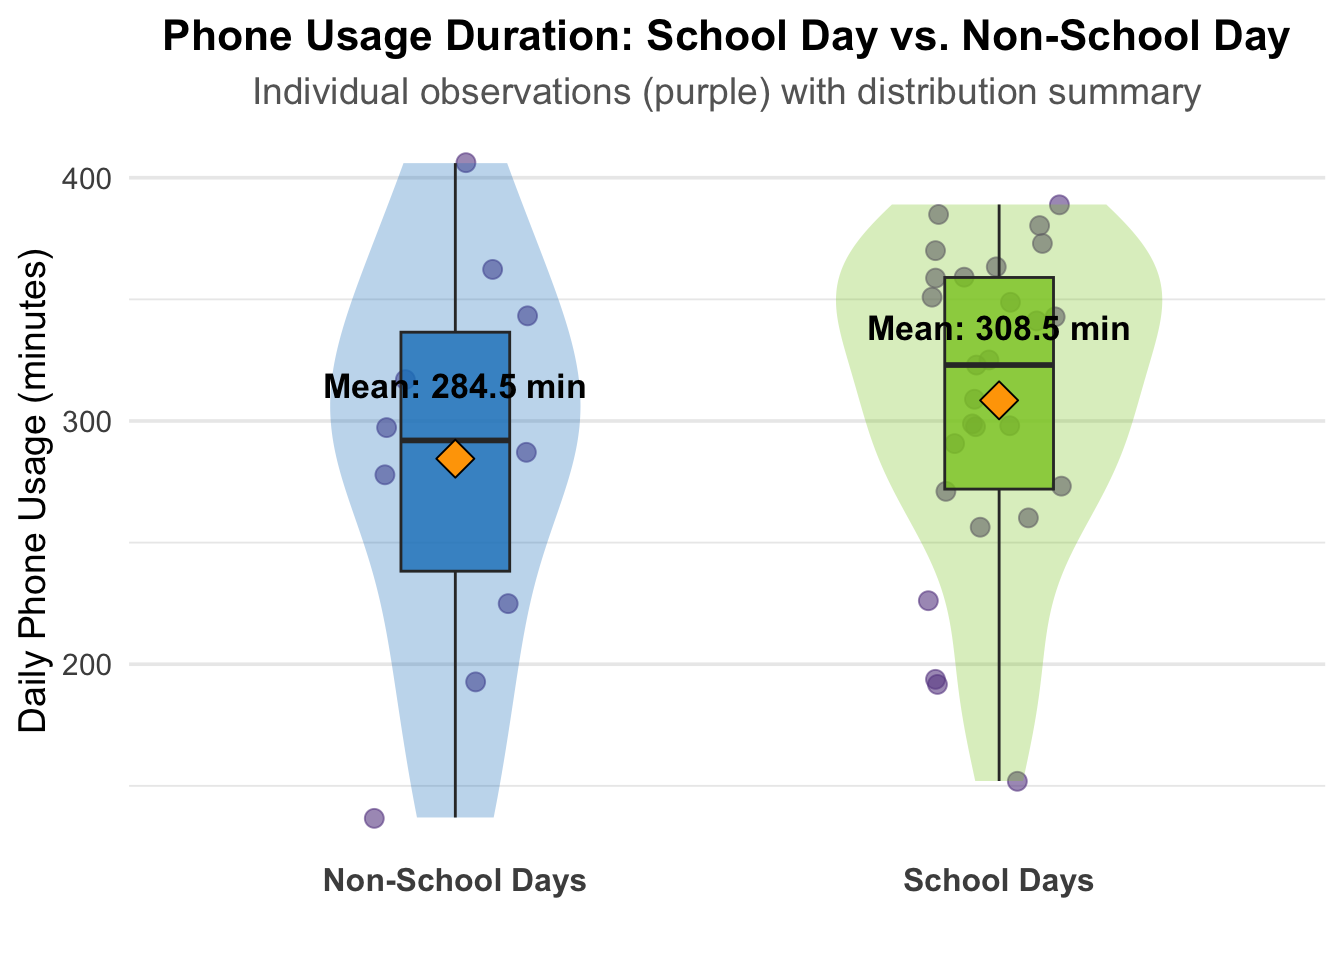 Phone Usage Duration: School Day vs. Non-School Day
Individual observations (purple) with distribution summary
Daily Phone Usage (minutes)
400
300
200
Mean: 284.5 min
Mean: 308.5 min
Non-School Days
School Days